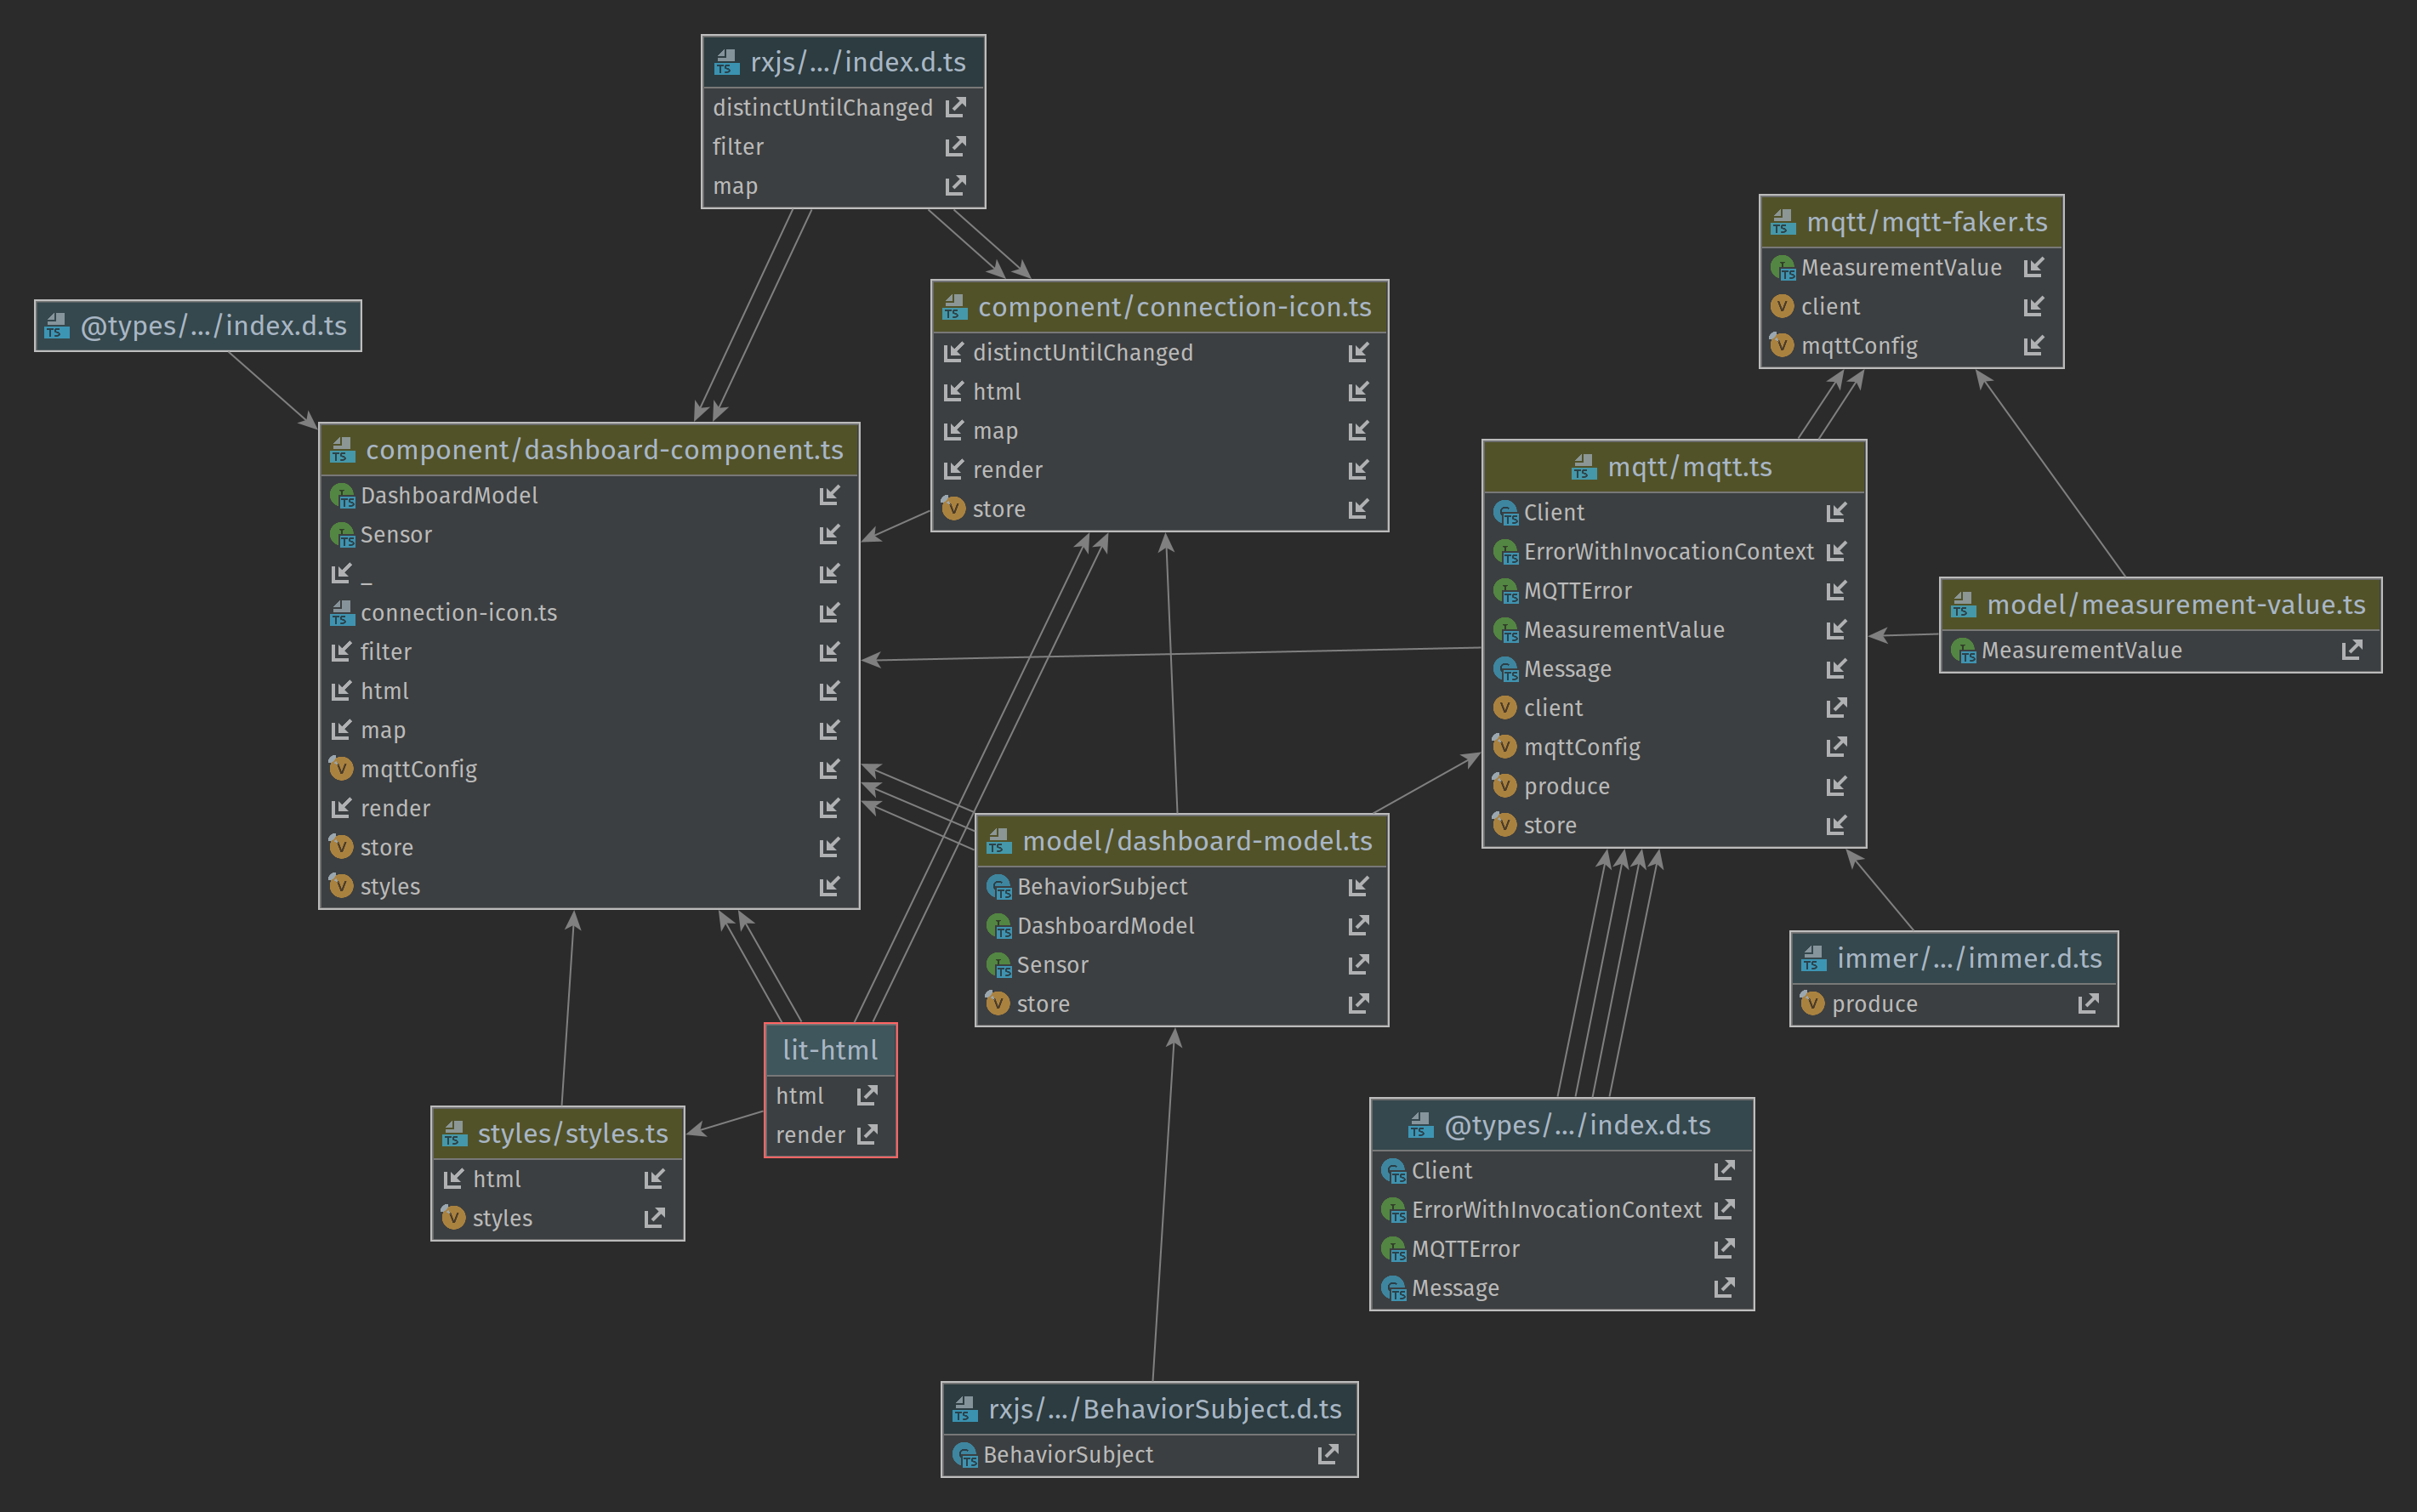 rxjs/.../index.d.ts
distinctUntilChanged
filter
map
mqtt/mqtt-faker.ts
MeasurementValue
client
mqttConfig
@types/.../index.d.ts
component/connection-icon.ts
distinctUntilChanged
html
map
render
store
component/dashboard-component.ts
DashboardModel
Sensor
_
connection-icon.ts
filter
html
map
mqttConfig
render
store
styles
mqtt/mqtt.ts
Client
ErrorWithInvocationContext
MQTTError
MeasurementValue
Message
client
mqttConfig
produce
store
model/measurement-value.ts
MeasurementValue
model/dashboard-model.ts
BehaviorSubject
DashboardModel
Sensor
store
immer/.../immer.d.ts
produce
lit-html
html
render
styles/styles.ts
html
styles
@types/.../index.d.ts
Client
ErrorWithInvocationContext
MQTTError
Message
rxjs/.../BehaviorSubject.d.ts
BehaviorSubject